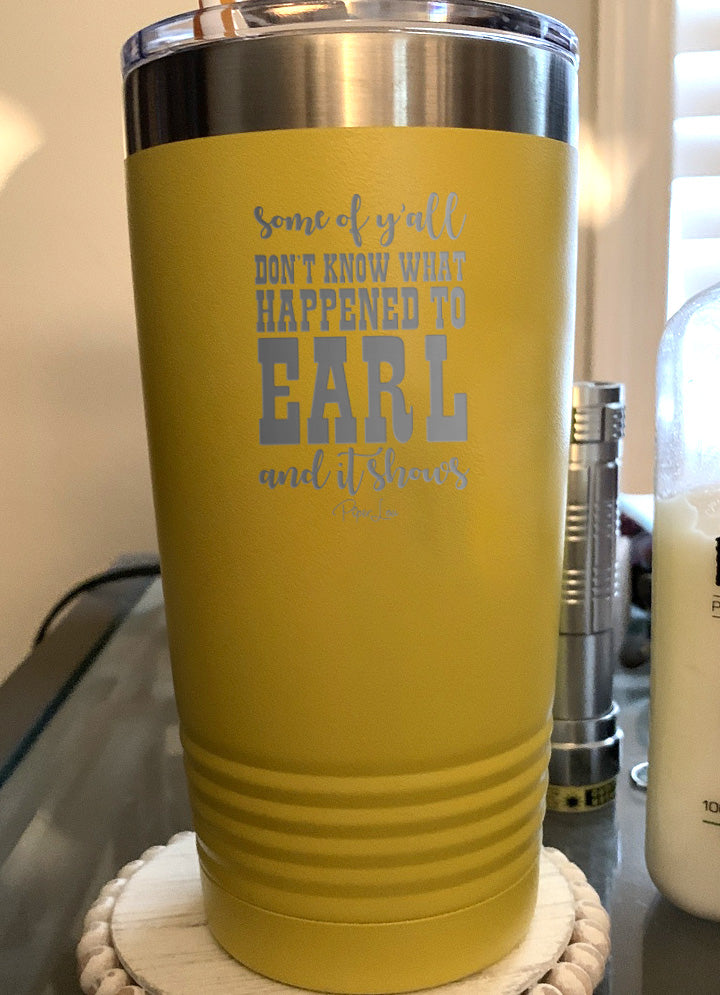 some of y'all
DON'T KNOW WHAT
HAPPENED TO
EARL
and it shows